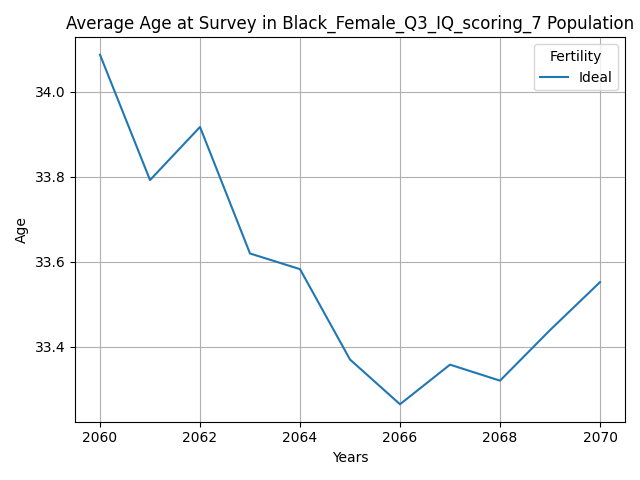 Average Age at Survey in Black_Female_Q3_IQ_scoring_7 Population
Fertility
Ideal
34.0
33.8
33.6
33.4
Age
2060 2062 2064 2066 2068 2070
Years